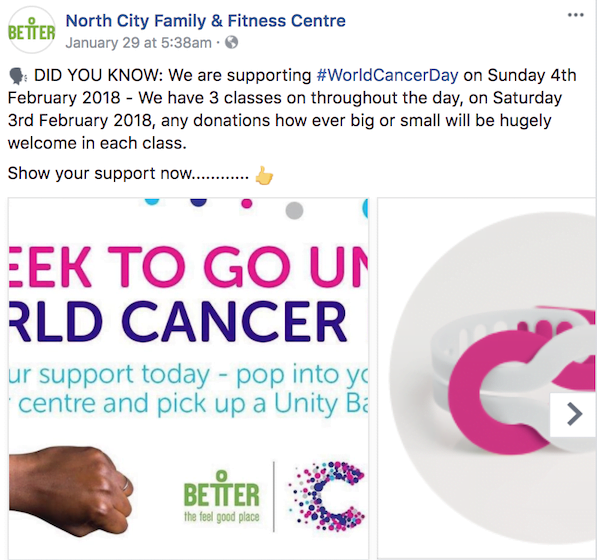 BETTER
North City Family & Fitness Centre
January 29 at 5:38am ·
DID YOU KNOW: We are supporting #WorldCancerDay on Sunday 4th
February 2018 - We have 3 classes on throughout the day, on Saturday
3rd February 2018, any donations how ever big or small will be hugely
welcome in each class.
Show your support now............
EEK TO GO UN
RLD CANCER
ur support today - pop into yo
centre and pick up a Unity Ba
BETTER
the feel good place